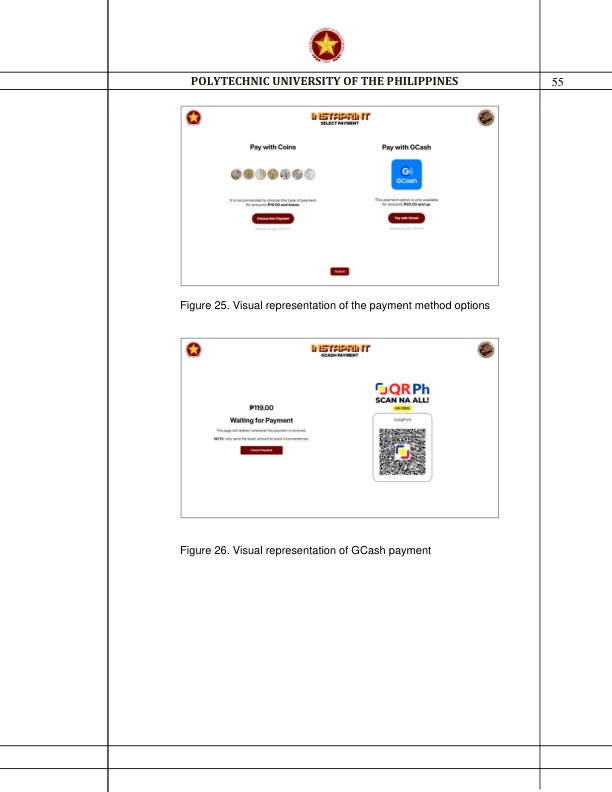 POLYTECHNIC UNIVERSITY OF THE PHILIPPINES
55
INSTAPRINT
SELECT PAYMENT
Pay with Coins
Pay with GCash
GCash
It is recommended to choose this type of payment
for amounts ₱10.00 and below.
This payment option is only available
for amounts ₱20.00 and up.
Choose this Payment
Pay with GCash
Figure 25. Visual representation of the payment method options
INSTAPRINT
GCASH PAYMENT
QR Ph
SCAN NA ALL!
NO FEES
InstaPrint
₱119.00
Waiting for Payment
The page will redirect whenever the payment is received.
NOTE: only send the exact amount to avoid inconveniences.
Cancel Payment
Figure 26. Visual representation of GCash payment